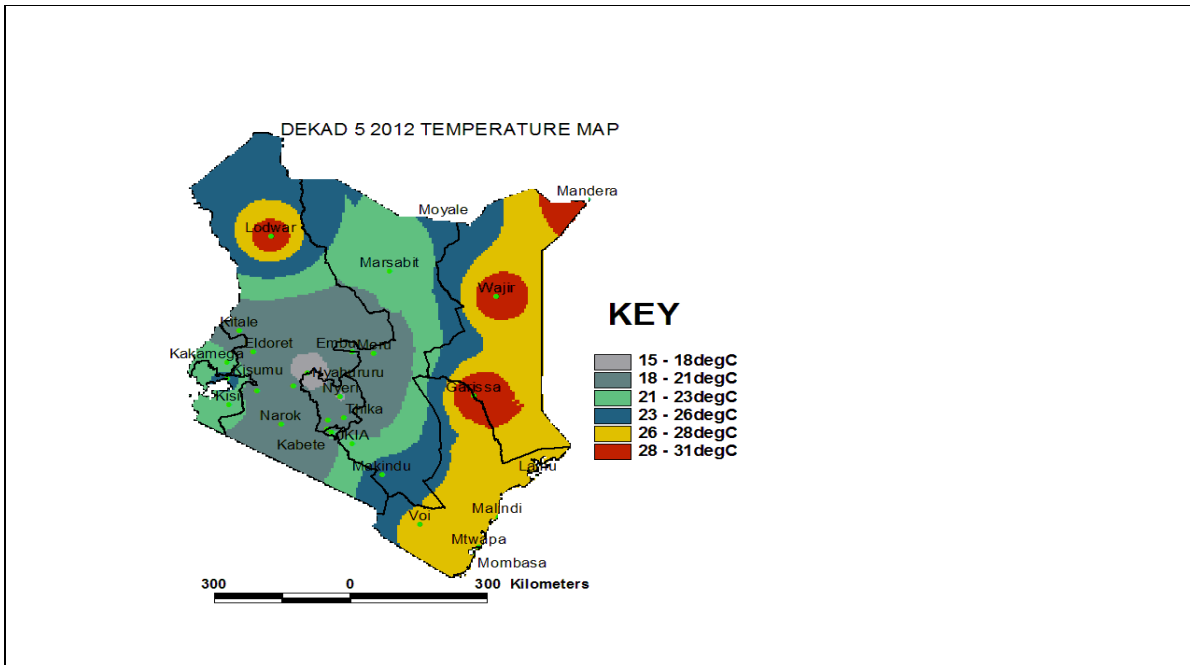 DEKAD 5 2012 TEMPERATURE MAP
Mandera
Moyale
Lodwar
Marsabit
Wajir
KEY
Kitale
Eldoret
Embu
Meru
Kakamega
15 - 18degC
Kisumu
Nyahururu
18 - 21degC
Nyeri
Garissa
21 - 23degC
Kisii
Thika
Narok
23 - 26degC
Kabete
JKIA
26 - 28degC
Makindu
Lamu
28 - 31degC
Voi
Malindi
Mtwapa
Mombasa
300 0 300 Kilometers